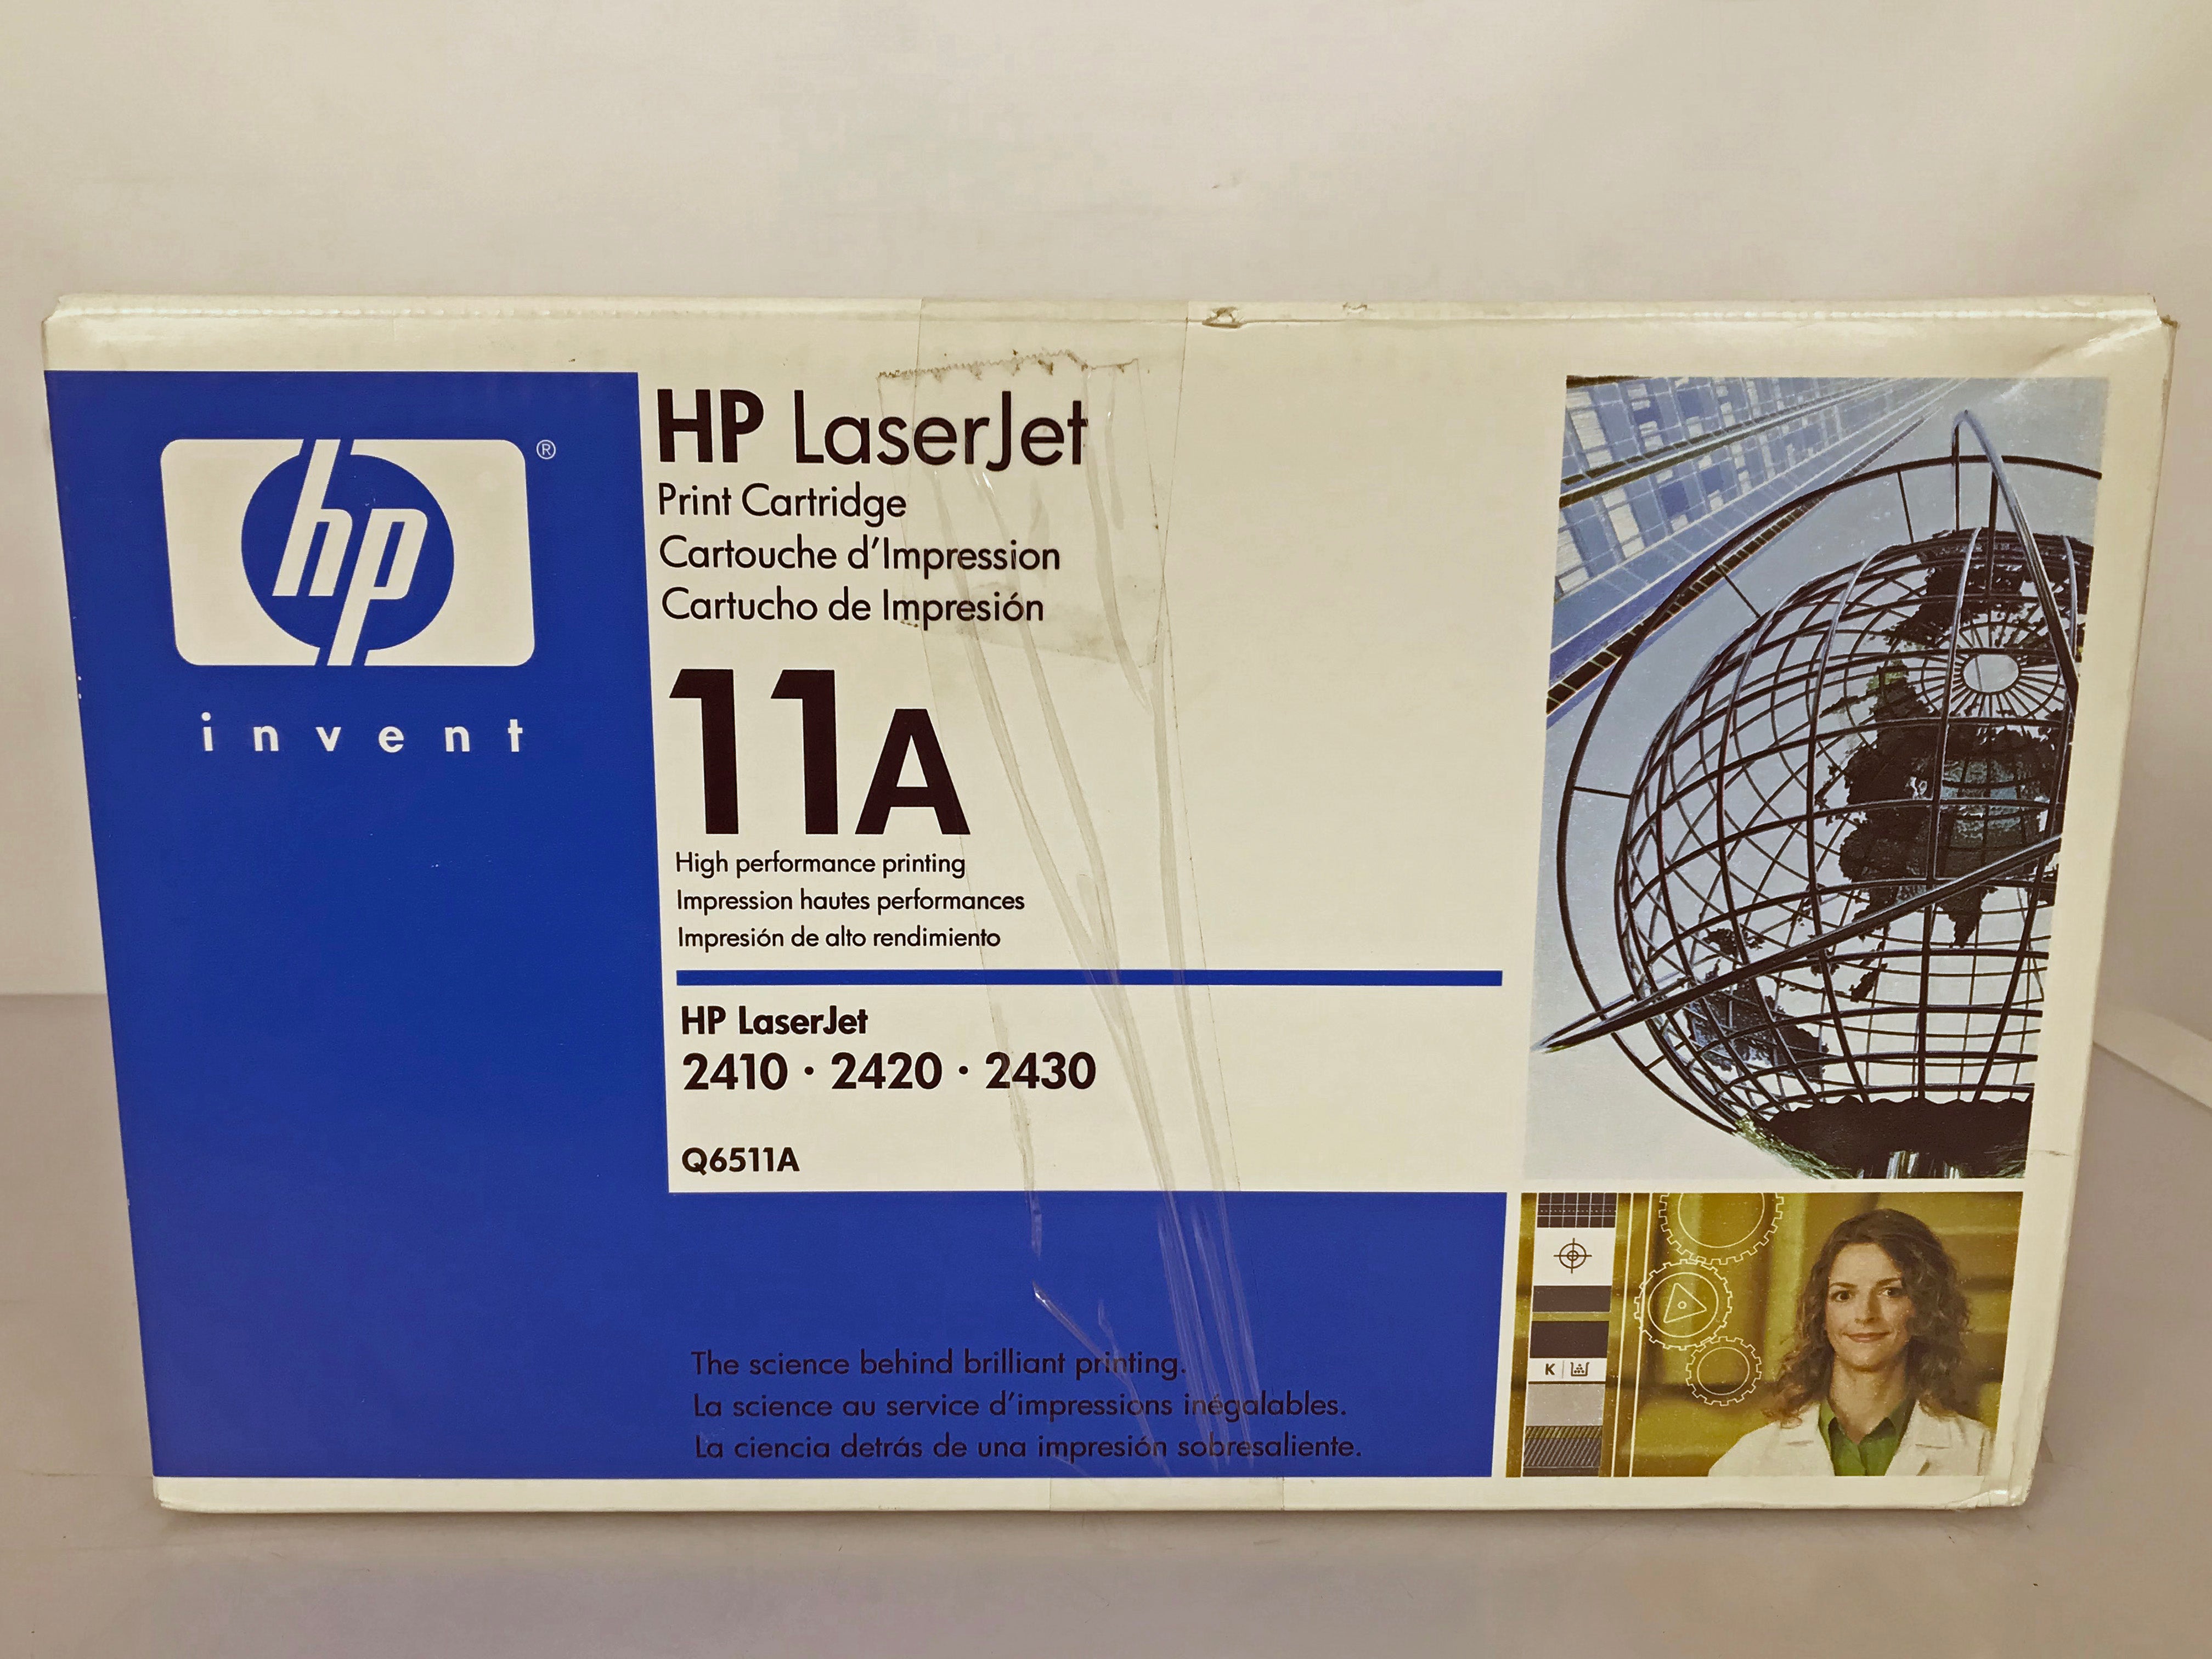 hp ®
invent
HP LaserJet
Print Cartridge
Cartouche d'Impression
Cartucho de Impresión
11A
High performance printing
Impression hautes performances
Impresión de alto rendimiento
HP LaserJet
2410 · 2420 · 2430
Q6511A
The science behind brilliant printing.
La science au service d'impressions inégalables.
La ciencia detrás de una impresión sobresaliente.
K